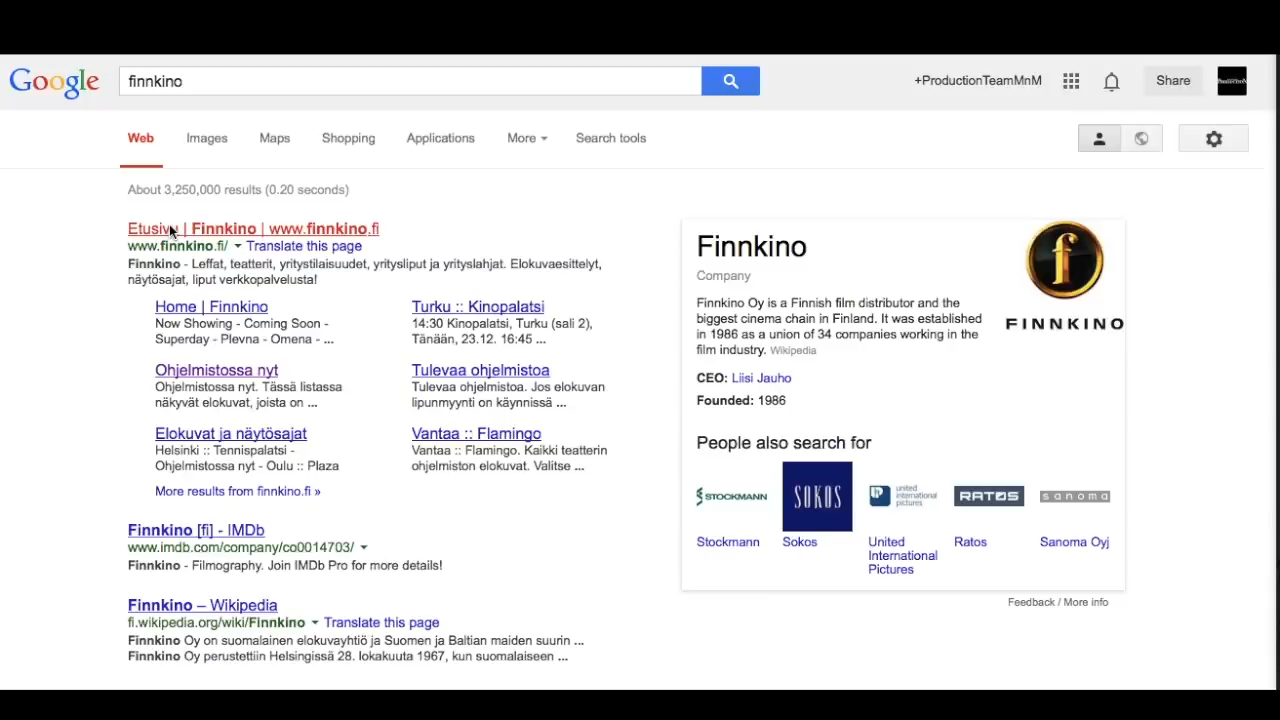 Google
finnkino
+ProductionTeamMnM
Share
Web
Images
Maps
Shopping
Applications
More
Search tools
About 3,250,000 results (0.20 seconds)
| Finnkino | www.finnkino.fi
www.finnkino.fi/
Translate this page
Finnkino - Leffat, teatterit, yritystilaisuudet, yritysliput ja yrityslahjat. Elokuvaesittelyt,
näytösajat, liput verkkopalvelusta!
Home | Finnkino
Now Showing - Coming Soon -
Superday - Plevna - Omena - ...
Turku :: Kinopalatsi
14:30 Kinopalatsi, Turku (sali 2),
Tänään, 23.12. 16:45 ...
Ohjelmistossa nyt
Ohjelmistossa nyt. Tässä listassa
näkyvät elokuvat, joista on ...
Tulevaa ohjelmistoa
Tulevaa ohjelmistoa. Jos elokuvan
lipunmyynti on käynnissä ...
Elokuvat ja näytösajat
Helsinki :: Tennispalatsi -
Ohjelmistossa nyt - Oulu :: Plaza
Vantaa :: Flamingo
Vantaa :: Flamingo. Kaikki teatterin
ohjelmiston elokuvat. Valitse ...
More results from finnkino.fi »
Finnkino [fi] - IMDb
www.imdb.com/company/co0014703/
Finnkino - Filmography. Join IMDb Pro for more details!
Finnkino – Wikipedia
fi.wikipedia.org/wiki/Finnkino
Translate this page
Finnkino Oy on suomalainen elokuvayhtiö ja Suomen ja Baltian maiden suurin ...
Finnkino Oy perustettiin Helsingissä 28. lokakuuta 1967, kun suomalaiseen ...
Finnkino
Company
f
FINNKINO
Finnkino Oy is a Finnish film distributor and the
biggest cinema chain in Finland. It was established
in 1986 as a union of 34 companies working in the
film industry. Wikipedia
CEO: Liisi Jauho
Founded: 1986
People also search for
STOCKMANN
SOKOS
united
international
pictures
RATOS
sanoma
Stockmann
Sokos
United
International
Pictures
Ratos
Sanoma Oyj
Feedback / More info